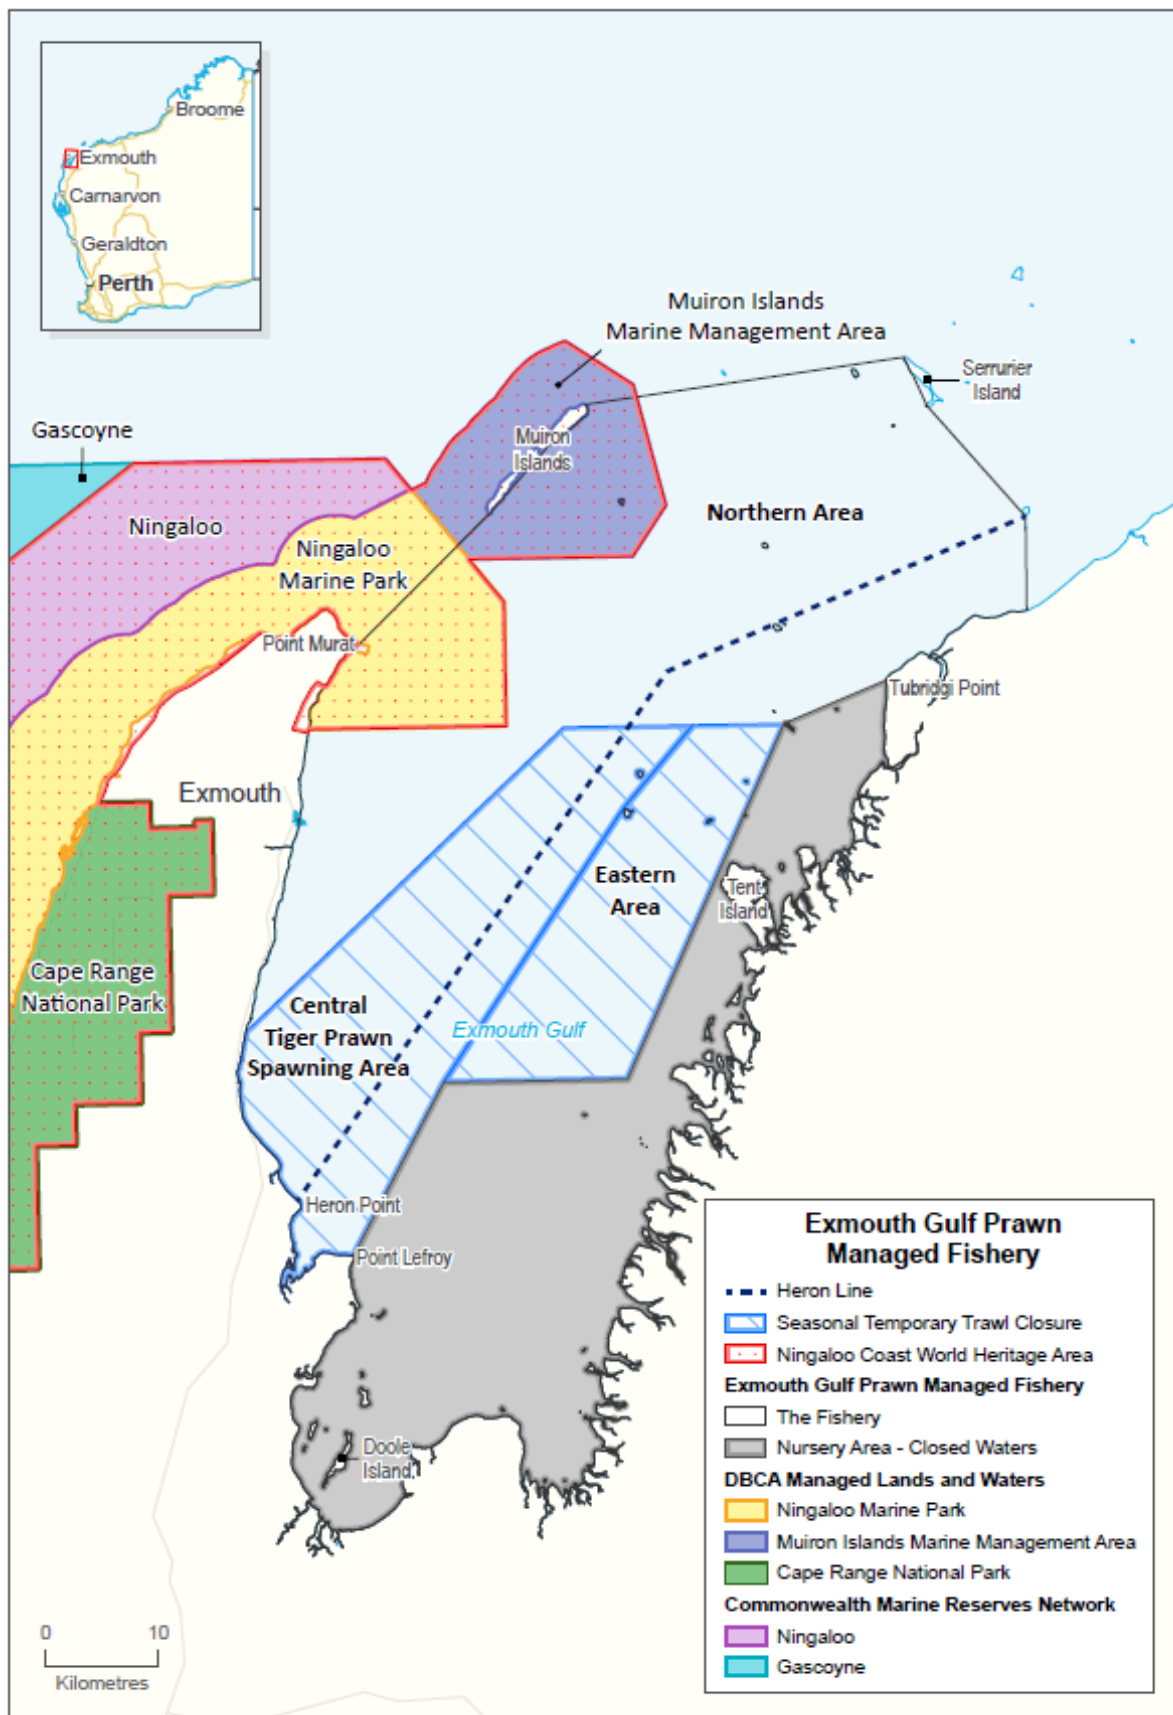 Broome
Exmouth
Carnarvon
Geraldton
Perth
Muiron Islands
Marine Management Area
Serrurier
Island
Gascoyne
Muiron
Islands
Northern Area
Ningaloo
Ningaloo
Marine Park
Point Murat
Tubridgi Point
Exmouth
Eastern
Area
Tent
Island
Cape Range
National Park
Central
Tiger Prawn
Spawning Area
Exmouth Gulf
Heron Point
Point Lefroy
Doole
Island
Exmouth Gulf Prawn
Managed Fishery
Heron Line
Seasonal Temporary Trawl Closure
Ningaloo Coast World Heritage Area
Exmouth Gulf Prawn Managed Fishery
The Fishery
Nursery Area - Closed Waters
DBCA Managed Lands and Waters
Ningaloo Marine Park
Muiron Islands Marine Management Area
Cape Range National Park
Commonwealth Marine Reserves Network
Ningaloo
Gascoyne
0 10
Kilometres